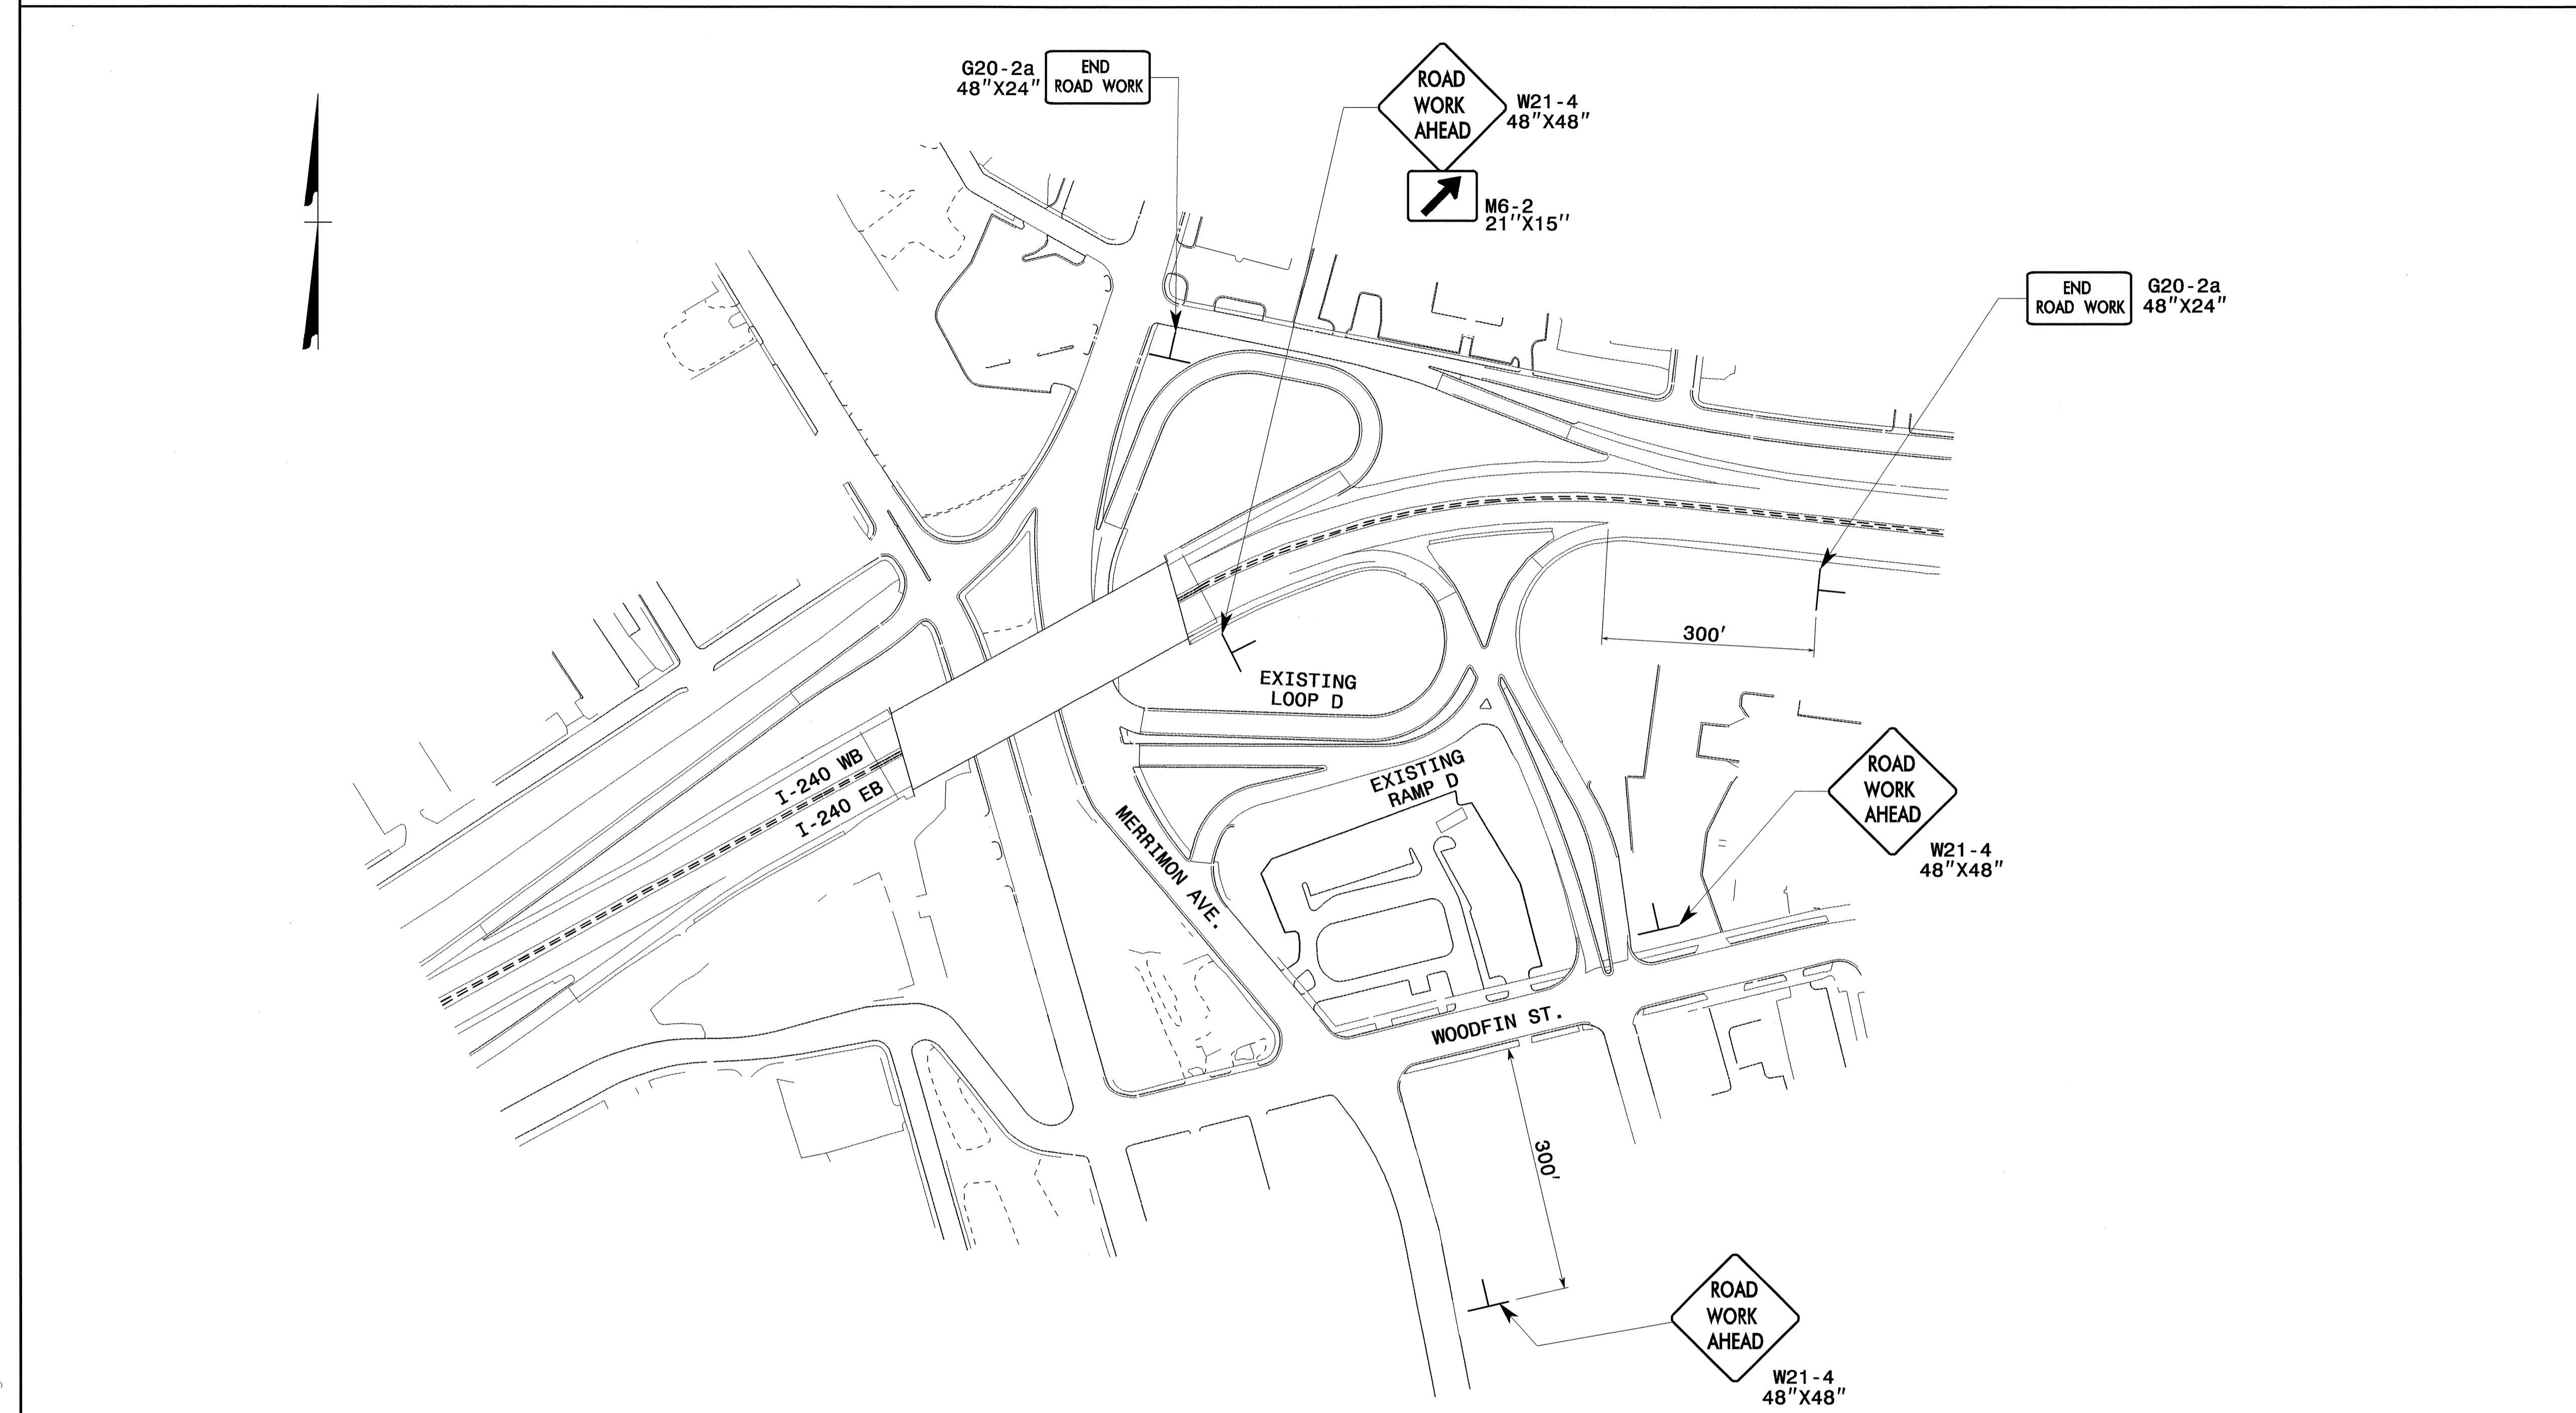 G20-2a
48"X24"
END
ROAD WORK
ROAD
WORK
AHEAD
W21-4
48"X48"
M6-2
21"X15"
END
ROAD WORK
G20-2a
48"X24"
300'
EXISTING
LOOP D
I-240 WB
I-240 EB
EXISTING
RAMP D
MERRIMON AVE.
ROAD
WORK
AHEAD
W21-4
48"X48"
WOODFIN ST.
300'
ROAD
WORK
AHEAD
W21-4
48"X48"